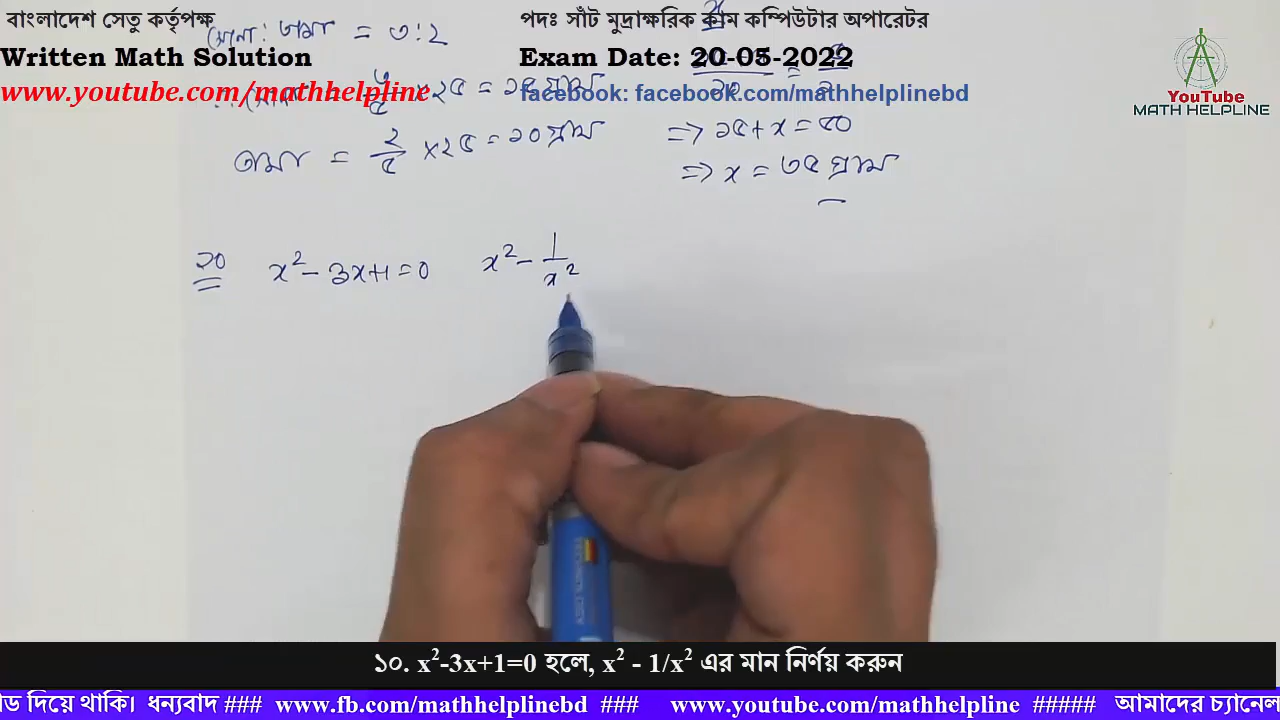 বাংলাদেশ সেতু কর্তৃপক্ষ
পদঃ সাঁট মুদ্রাক্ষরিক কাম কম্পিউটার অপারেটর
Written Math Solution
Exam Date: 20-05-2022
www.youtube.com/mathhelpline
facebook: facebook.com/mathhelplinebd
YouTube
MATH HELPLINE
তামা = ৩:২
×২৫ = ১৫ গ্রাম
তামা = ২/৫ ×২৫ = ১০ গ্রাম
=> ১৫+x = ৫০
=> x = ৩৫ গ্রাম
১০ x² - 3x+1 = 0 x² - 1/x²
১০. x²-3x+1=0 হলে, x² - 1/x² এর মান নির্ণয় করুন
দিয়ে থাকি। ধন্যবাদ ### www.fb.com/mathhelplinebd ### www.youtube.com/mathhelpline ##### আমাদের চ্যানেল